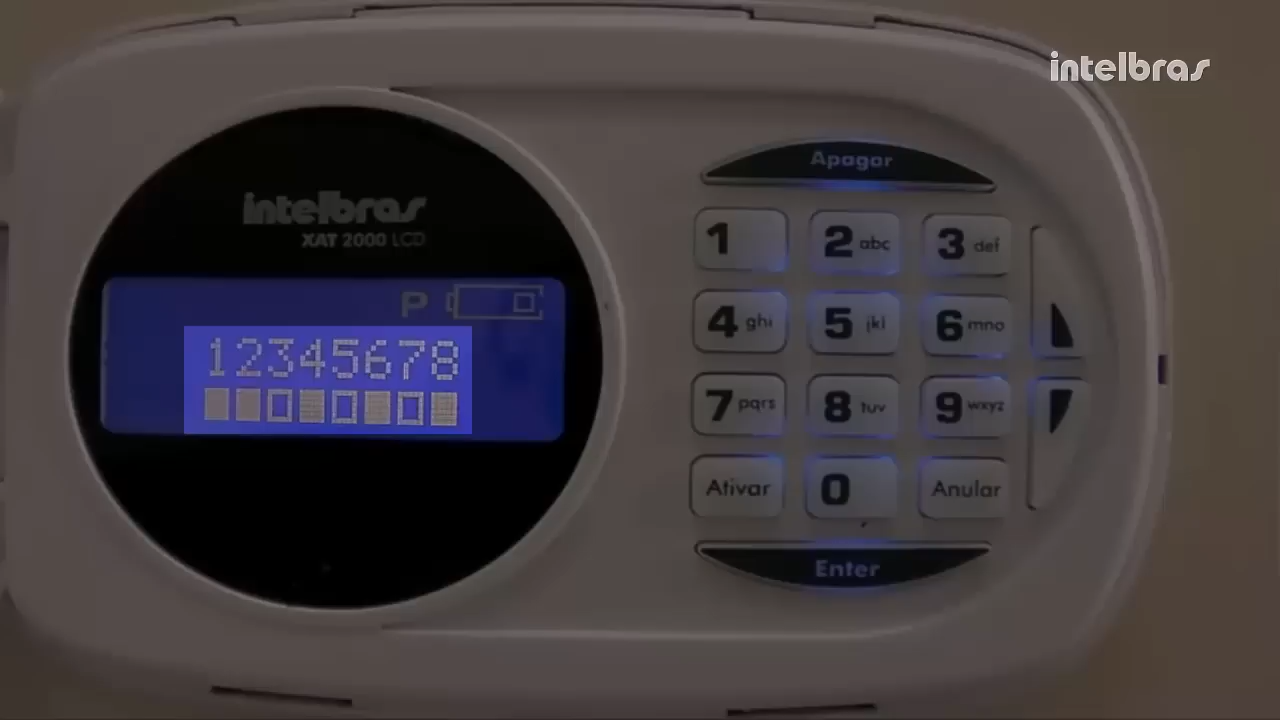 intelbras
intelbras
XAT 2000 LCD
P
12345678
Apagar
1 2 abc 3 def
4 ghi 5 jkl 6 mno
7 pqrs 8 tuv 9 wxyz
Ativar 0 Anular
Enter